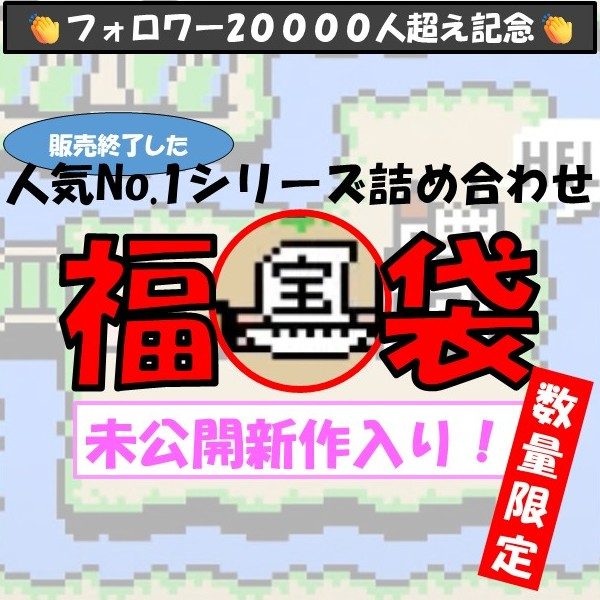 👏フォロワー20000人超え記念👏
販売終了した
人気No.1シリーズ詰め合わせ
HEL
福宝袋
未公開新作入り！
数量限定